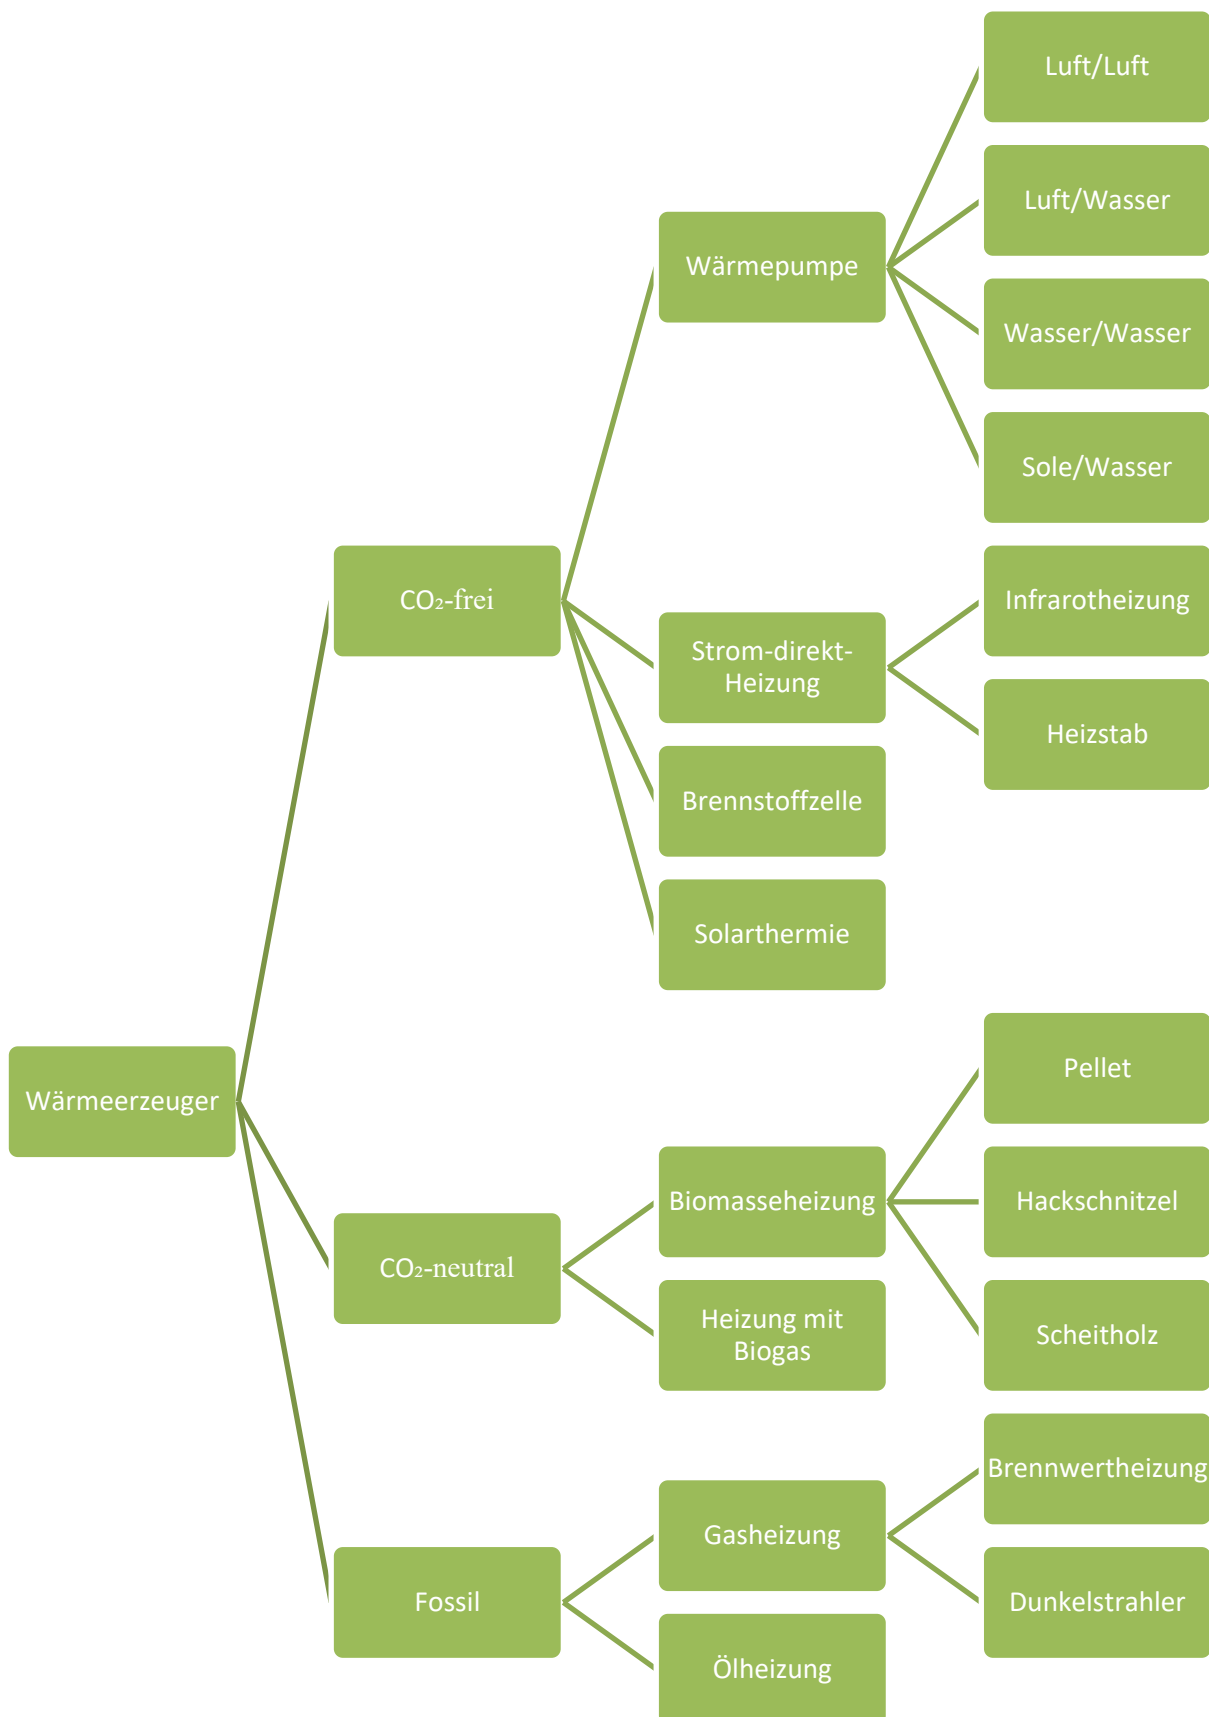 Wärmeerzeuger
CO₂-frei
Wärmepumpe
Luft/Luft
Luft/Wasser
Wasser/Wasser
Sole/Wasser
Strom-direkt-
Heizung
Infrarotheizung
Heizstab
Brennstoffzelle
Solarthermie
CO₂-neutral
Biomasseheizung
Pellet
Hackschnitzel
Scheitholz
Heizung mit
Biogas
Fossil
Gasheizung
Brennwertheizung
Dunkelstrahler
Ölheizung